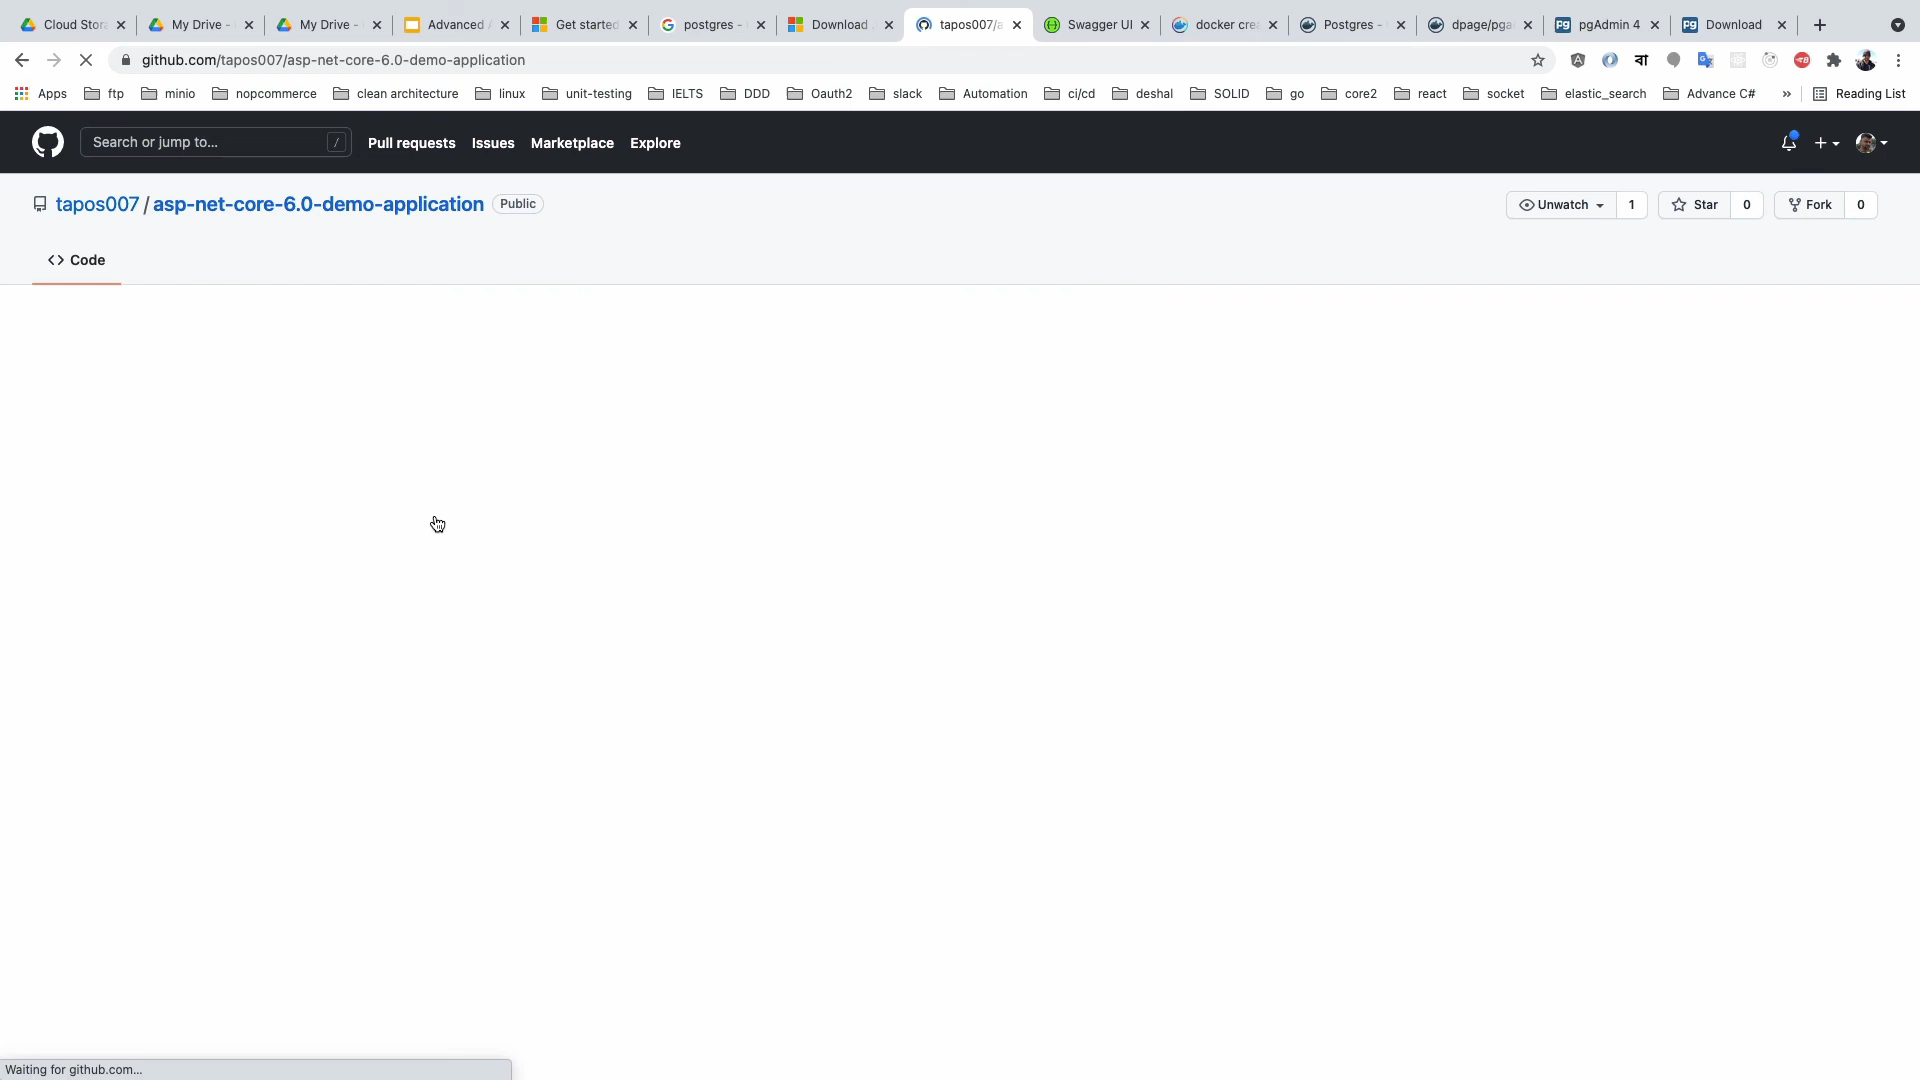 Cloud Stora My Drive - My Drive - Advanced Get started postgres - Download tapos007/a Swagger UI docker crea Postgres - dpage/pga pgAdmin 4 Download
github.com/tapos007/asp-net-core-6.0-demo-application
Apps ftp minio nopcommerce clean architecture linux unit-testing IELTS DDD Oauth2 slack Automation ci/cd deshal SOLID go core2 react socket elastic_search Advance C# » Reading List
Search or jump to... / Pull requests Issues Marketplace Explore
tapos007 / asp-net-core-6.0-demo-application Public Unwatch 1 Star 0 Fork 0
Code
Waiting for github.com...